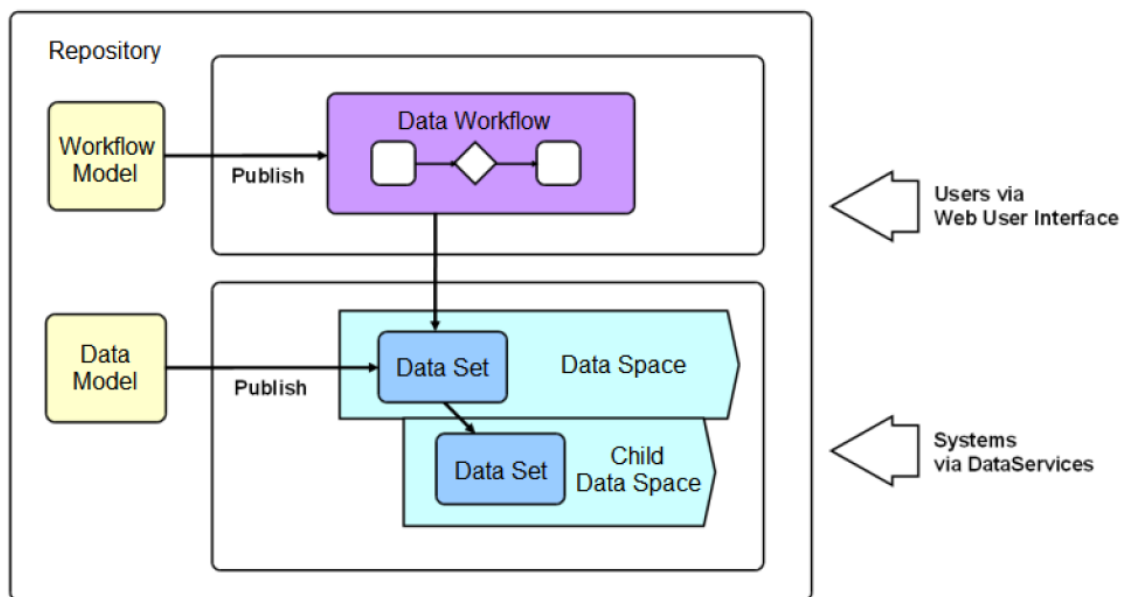 Repository
Workflow
Model
Publish
Data Workflow
Users via
Web User Interface
Data
Model
Publish
Data Set
Data Space
Data Set
Child
Data Space
Systems
via DataServices